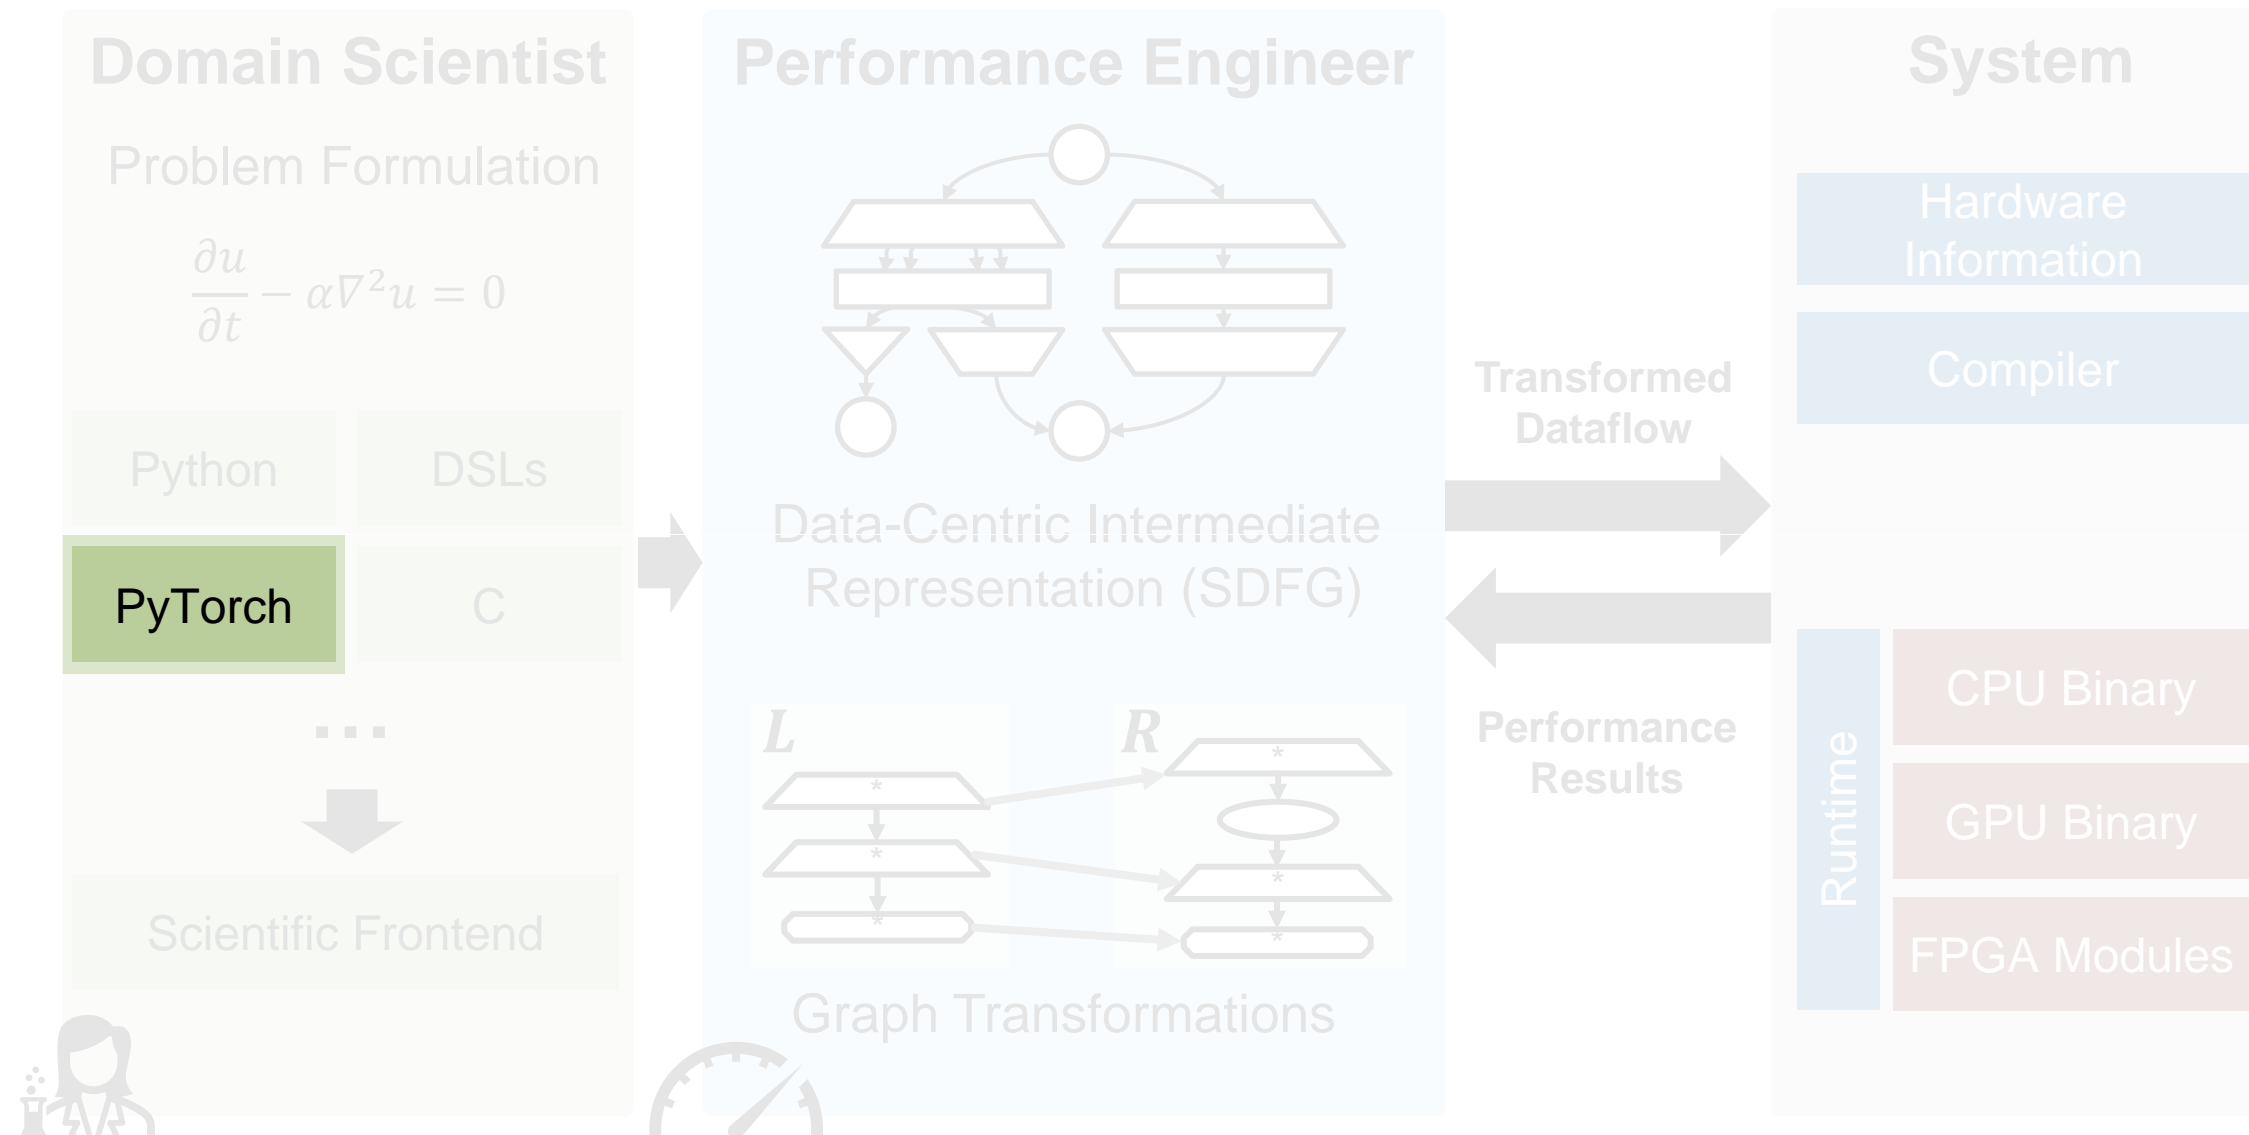 Domain Scientist
Problem Formulation
∂u/∂t − α∇²u = 0
Python
DSLs
PyTorch
C
...
Scientific Frontend
Performance Engineer
Data-Centric Intermediate
Representation (SDFG)
L
R
*
*
*
*
*
*
Graph Transformations
Transformed
Dataflow
Performance
Results
System
Hardware
Information
Compiler
Runtime
CPU Binary
GPU Binary
FPGA Modules